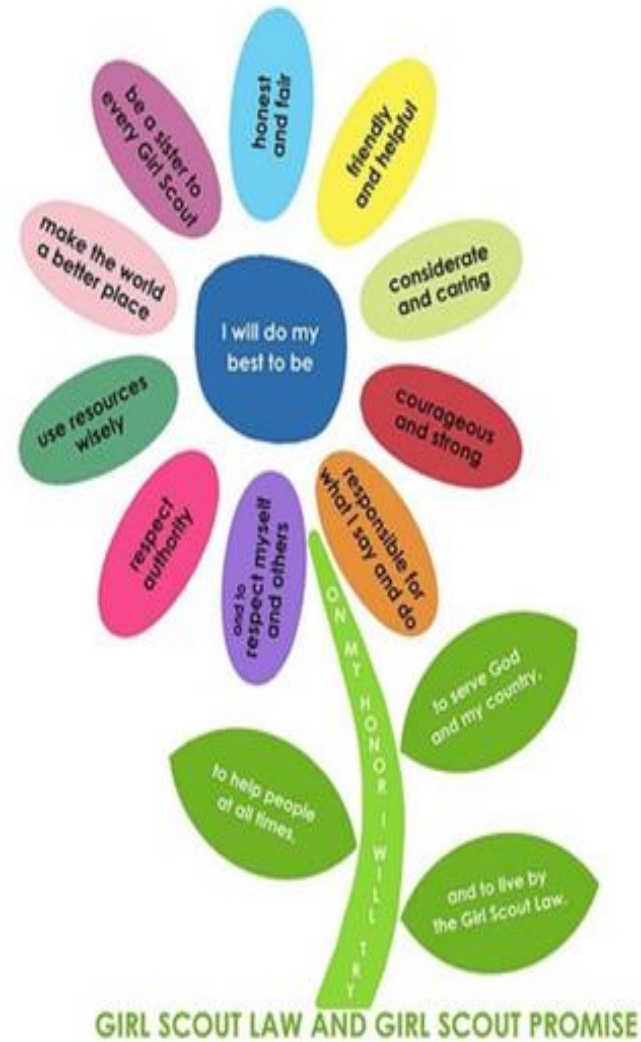 I will do my
best to be
honest
and fair
friendly
and helpful
considerate
and caring
courageous
and strong
responsible for
what I say and do
and to
respect myself
and others
respect
authority
use resources
wisely
make the world
a better place
be a sister to
every Girl Scout
ON MY HONOR I WILL TRY
to serve God
and my country,
to help people
at all times,
and to live by
the Girl Scout Law.
GIRL SCOUT LAW AND GIRL SCOUT PROMISE